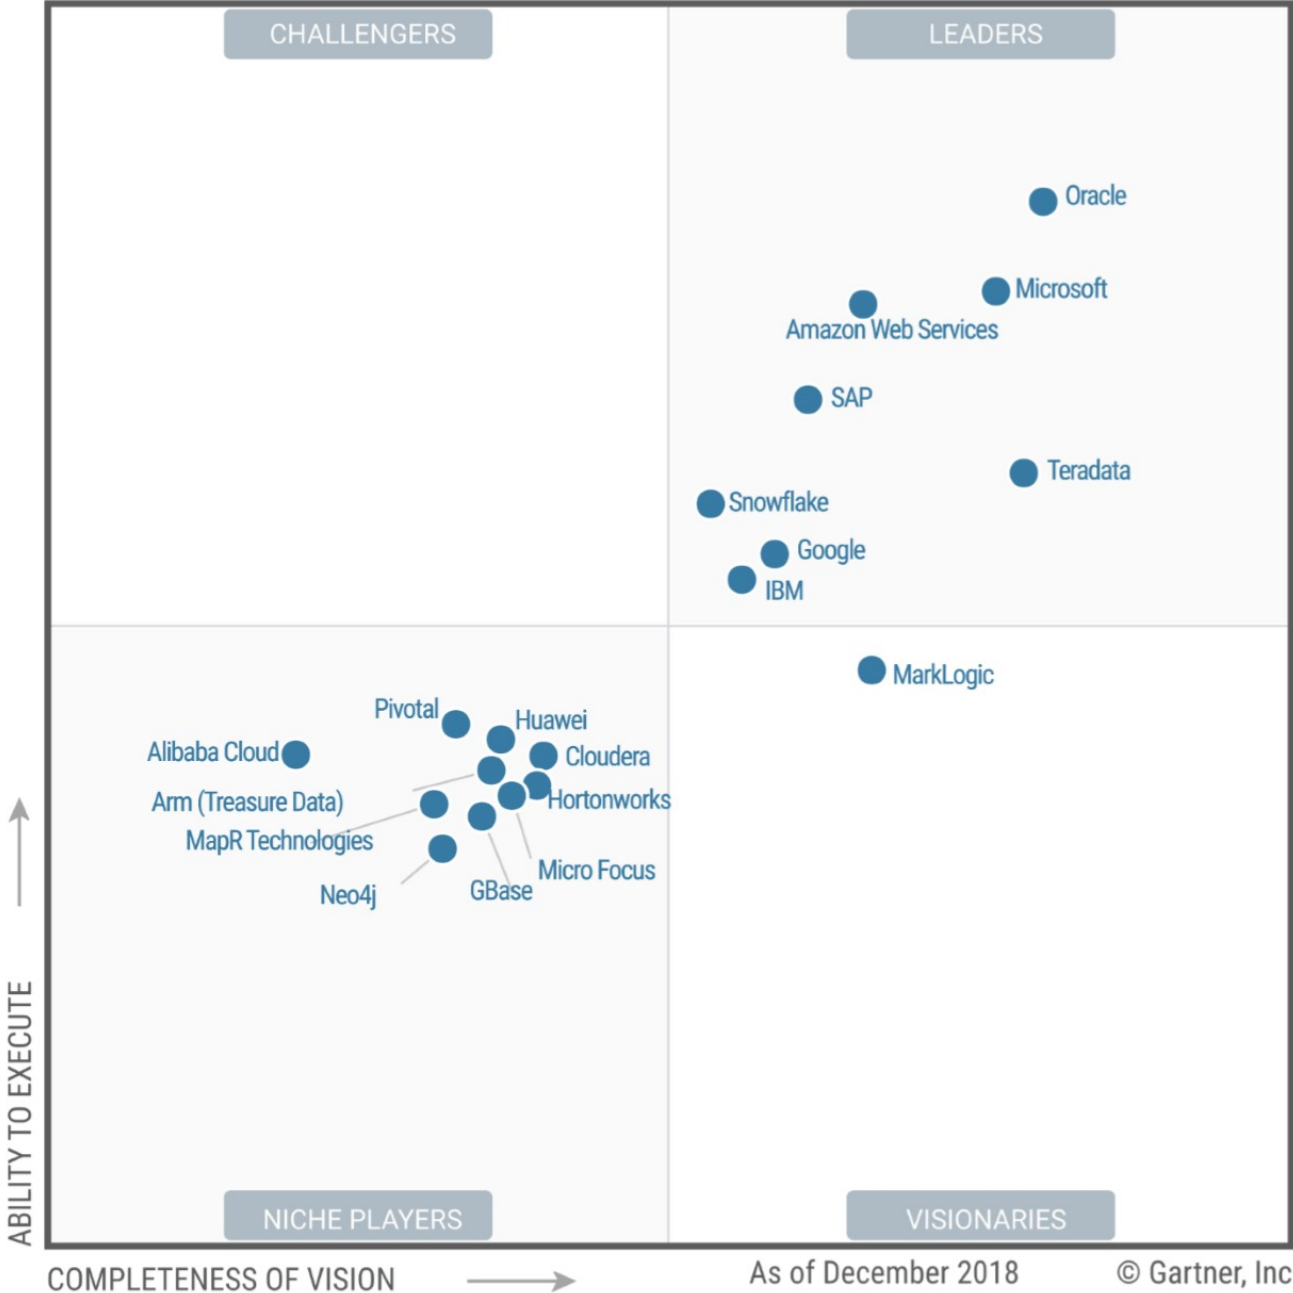 CHALLENGERS
LEADERS
Oracle
Microsoft
Amazon Web Services
SAP
Teradata
Snowflake
Google
IBM
MarkLogic
Pivotal
Huawei
Alibaba Cloud
Cloudera
Arm (Treasure Data)
Hortonworks
MapR Technologies
Micro Focus
Neo4j
GBase
ABILITY TO EXECUTE
NICHE PLAYERS
VISIONARIES
COMPLETENESS OF VISION
As of December 2018
© Gartner, Inc